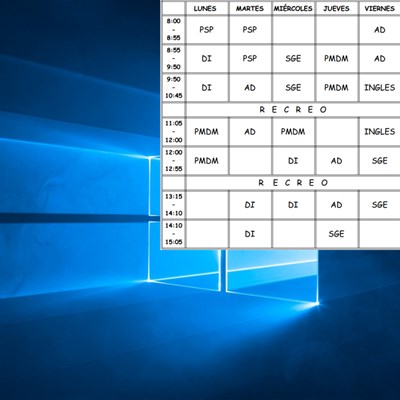 LUNES MARTES MIÉRCOLES JUEVES VIERNES
8:00 - 8:55 PSP PSP AD
8:55 - 9:50 DI PSP SGE PMDM AD
9:50 - 10:45 DI AD SGE PMDM INGLES
R E C R E O
11:05 - 12:00 PMDM AD PMDM INGLES
12:00 - 12:55 PMDM DI AD SGE
R E C R E O
13:15 - 14:10 DI DI AD SGE
14:10 - 15:05 DI SGE